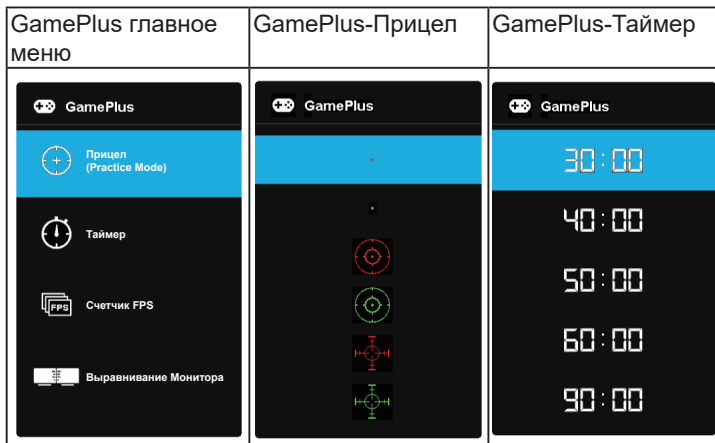 GamePlus главное
меню
GamePlus-Прицел
GamePlus-Таймер
GamePlus
Прицел
(Practice Mode)
Таймер
FPS
Счетчик FPS
Выравнивание Монитора
GamePlus
GamePlus
30:00
40:00
50:00
60:00
90:00